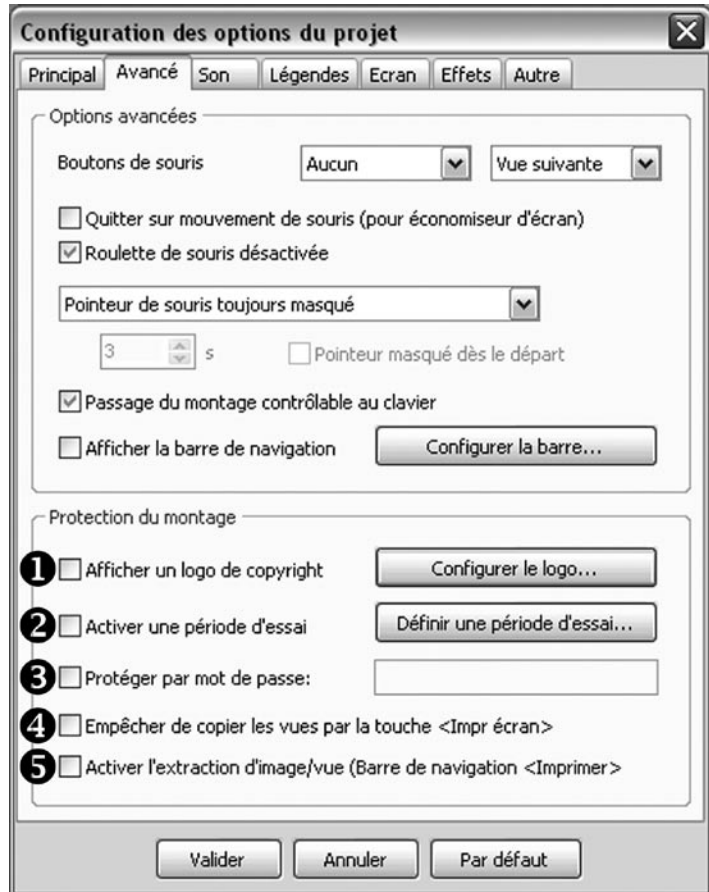 Configuration des options du projet
Principal Avancé Son Légendes Ecran Effets Autre
Options avancées
Boutons de souris Aucun Vue suivante
Quitter sur mouvement de souris (pour économiseur d'écran)
Roulette de souris désactivée
Pointeur de souris toujours masqué
3 s Pointeur masqué dès le départ
Passage du montage contrôlable au clavier
Afficher la barre de navigation Configurer la barre...
Protection du montage
1 Afficher un logo de copyright Configurer le logo...
2 Activer une période d'essai Définir une période d'essai...
3 Protéger par mot de passe:
4 Empêcher de copier les vues par la touche <Impr écran>
5 Activer l'extraction d'image/vue (Barre de navigation <Imprimer>
Valider Annuler Par défaut